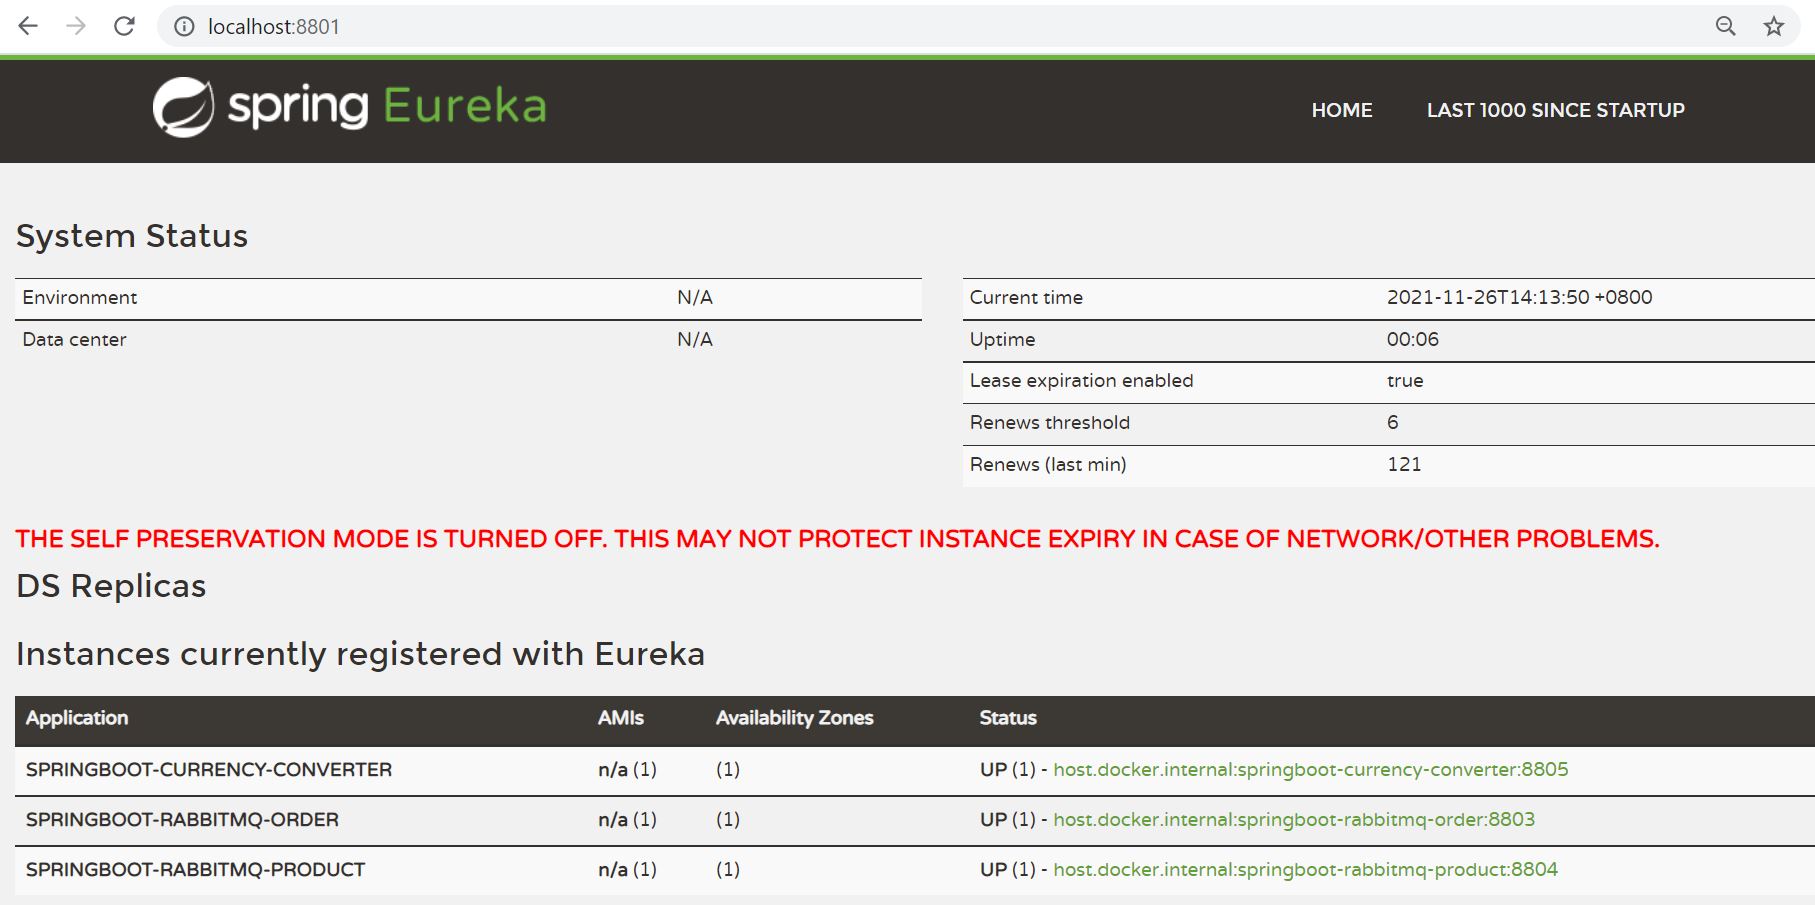 localhost:8801
spring Eureka
HOME LAST 1000 SINCE STARTUP
System Status
Environment N/A
Data center N/A
Current time 2021-11-26T14:13:50 +0800
Uptime 00:06
Lease expiration enabled true
Renews threshold 6
Renews (last min) 121
THE SELF PRESERVATION MODE IS TURNED OFF. THIS MAY NOT PROTECT INSTANCE EXPIRY IN CASE OF NETWORK/OTHER PROBLEMS.
DS Replicas
Instances currently registered with Eureka
Application AMIs Availability Zones Status
SPRINGBOOT-CURRENCY-CONVERTER n/a (1) (1) UP (1) - host.docker.internal:springboot-currency-converter:8805
SPRINGBOOT-RABBITMQ-ORDER n/a (1) (1) UP (1) - host.docker.internal:springboot-rabbitmq-order:8803
SPRINGBOOT-RABBITMQ-PRODUCT n/a (1) (1) UP (1) - host.docker.internal:springboot-rabbitmq-product:8804